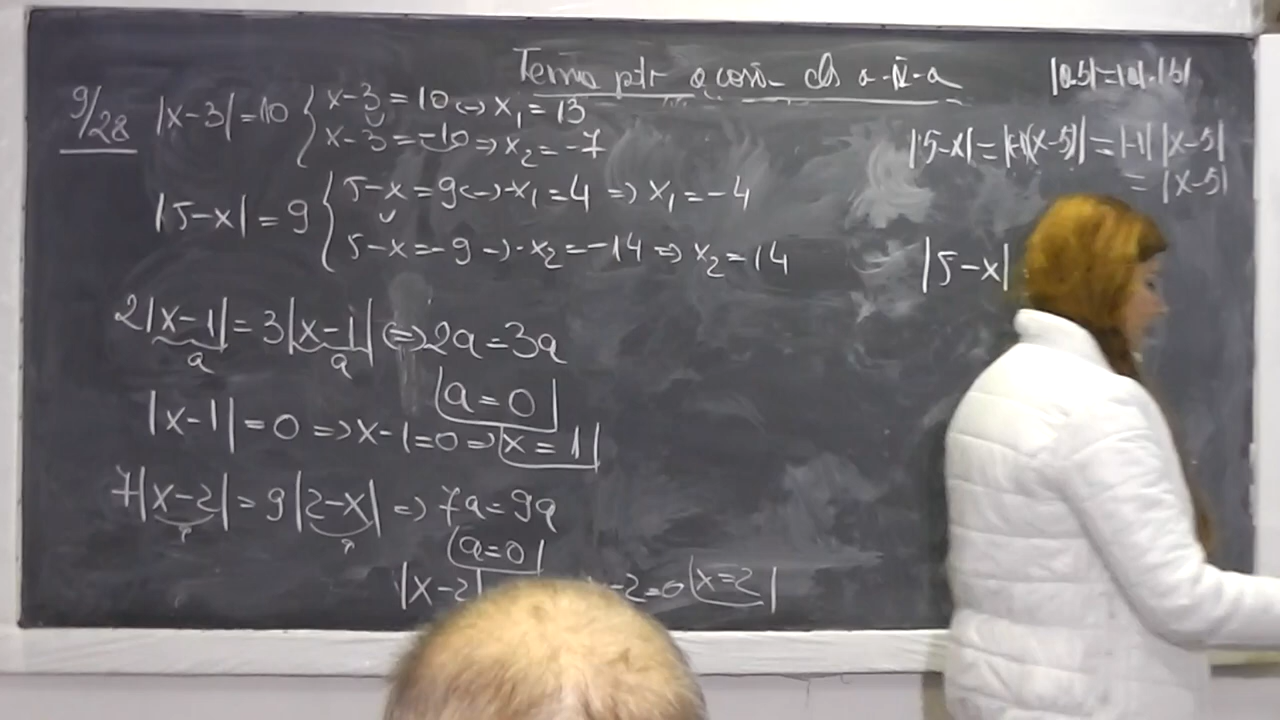 Tema ptr acasă cls a-V-a
9/28 |x-3|=10 { x-3=10 => x₁=13
x-3=-10 => x₂=-7
|5-x|=9 { 5-x=9 => -x₁=4 => x₁=-4
5-x=-9 => -x₂=-14 => x₂=14
2|x-1|=3|x-1| <=> 2a=3a
a a
a=0
|x-1|=0 => x-1=0 => x=1
7|x-2|=9|2-x| => 7a=9a
a a
a=0
|x-2| -2=0 x=2
|a.b|=|a|.|b|
|5-x|=|-1(x-5)|=|-1| |x-5|
=|x-5|
|5-x|